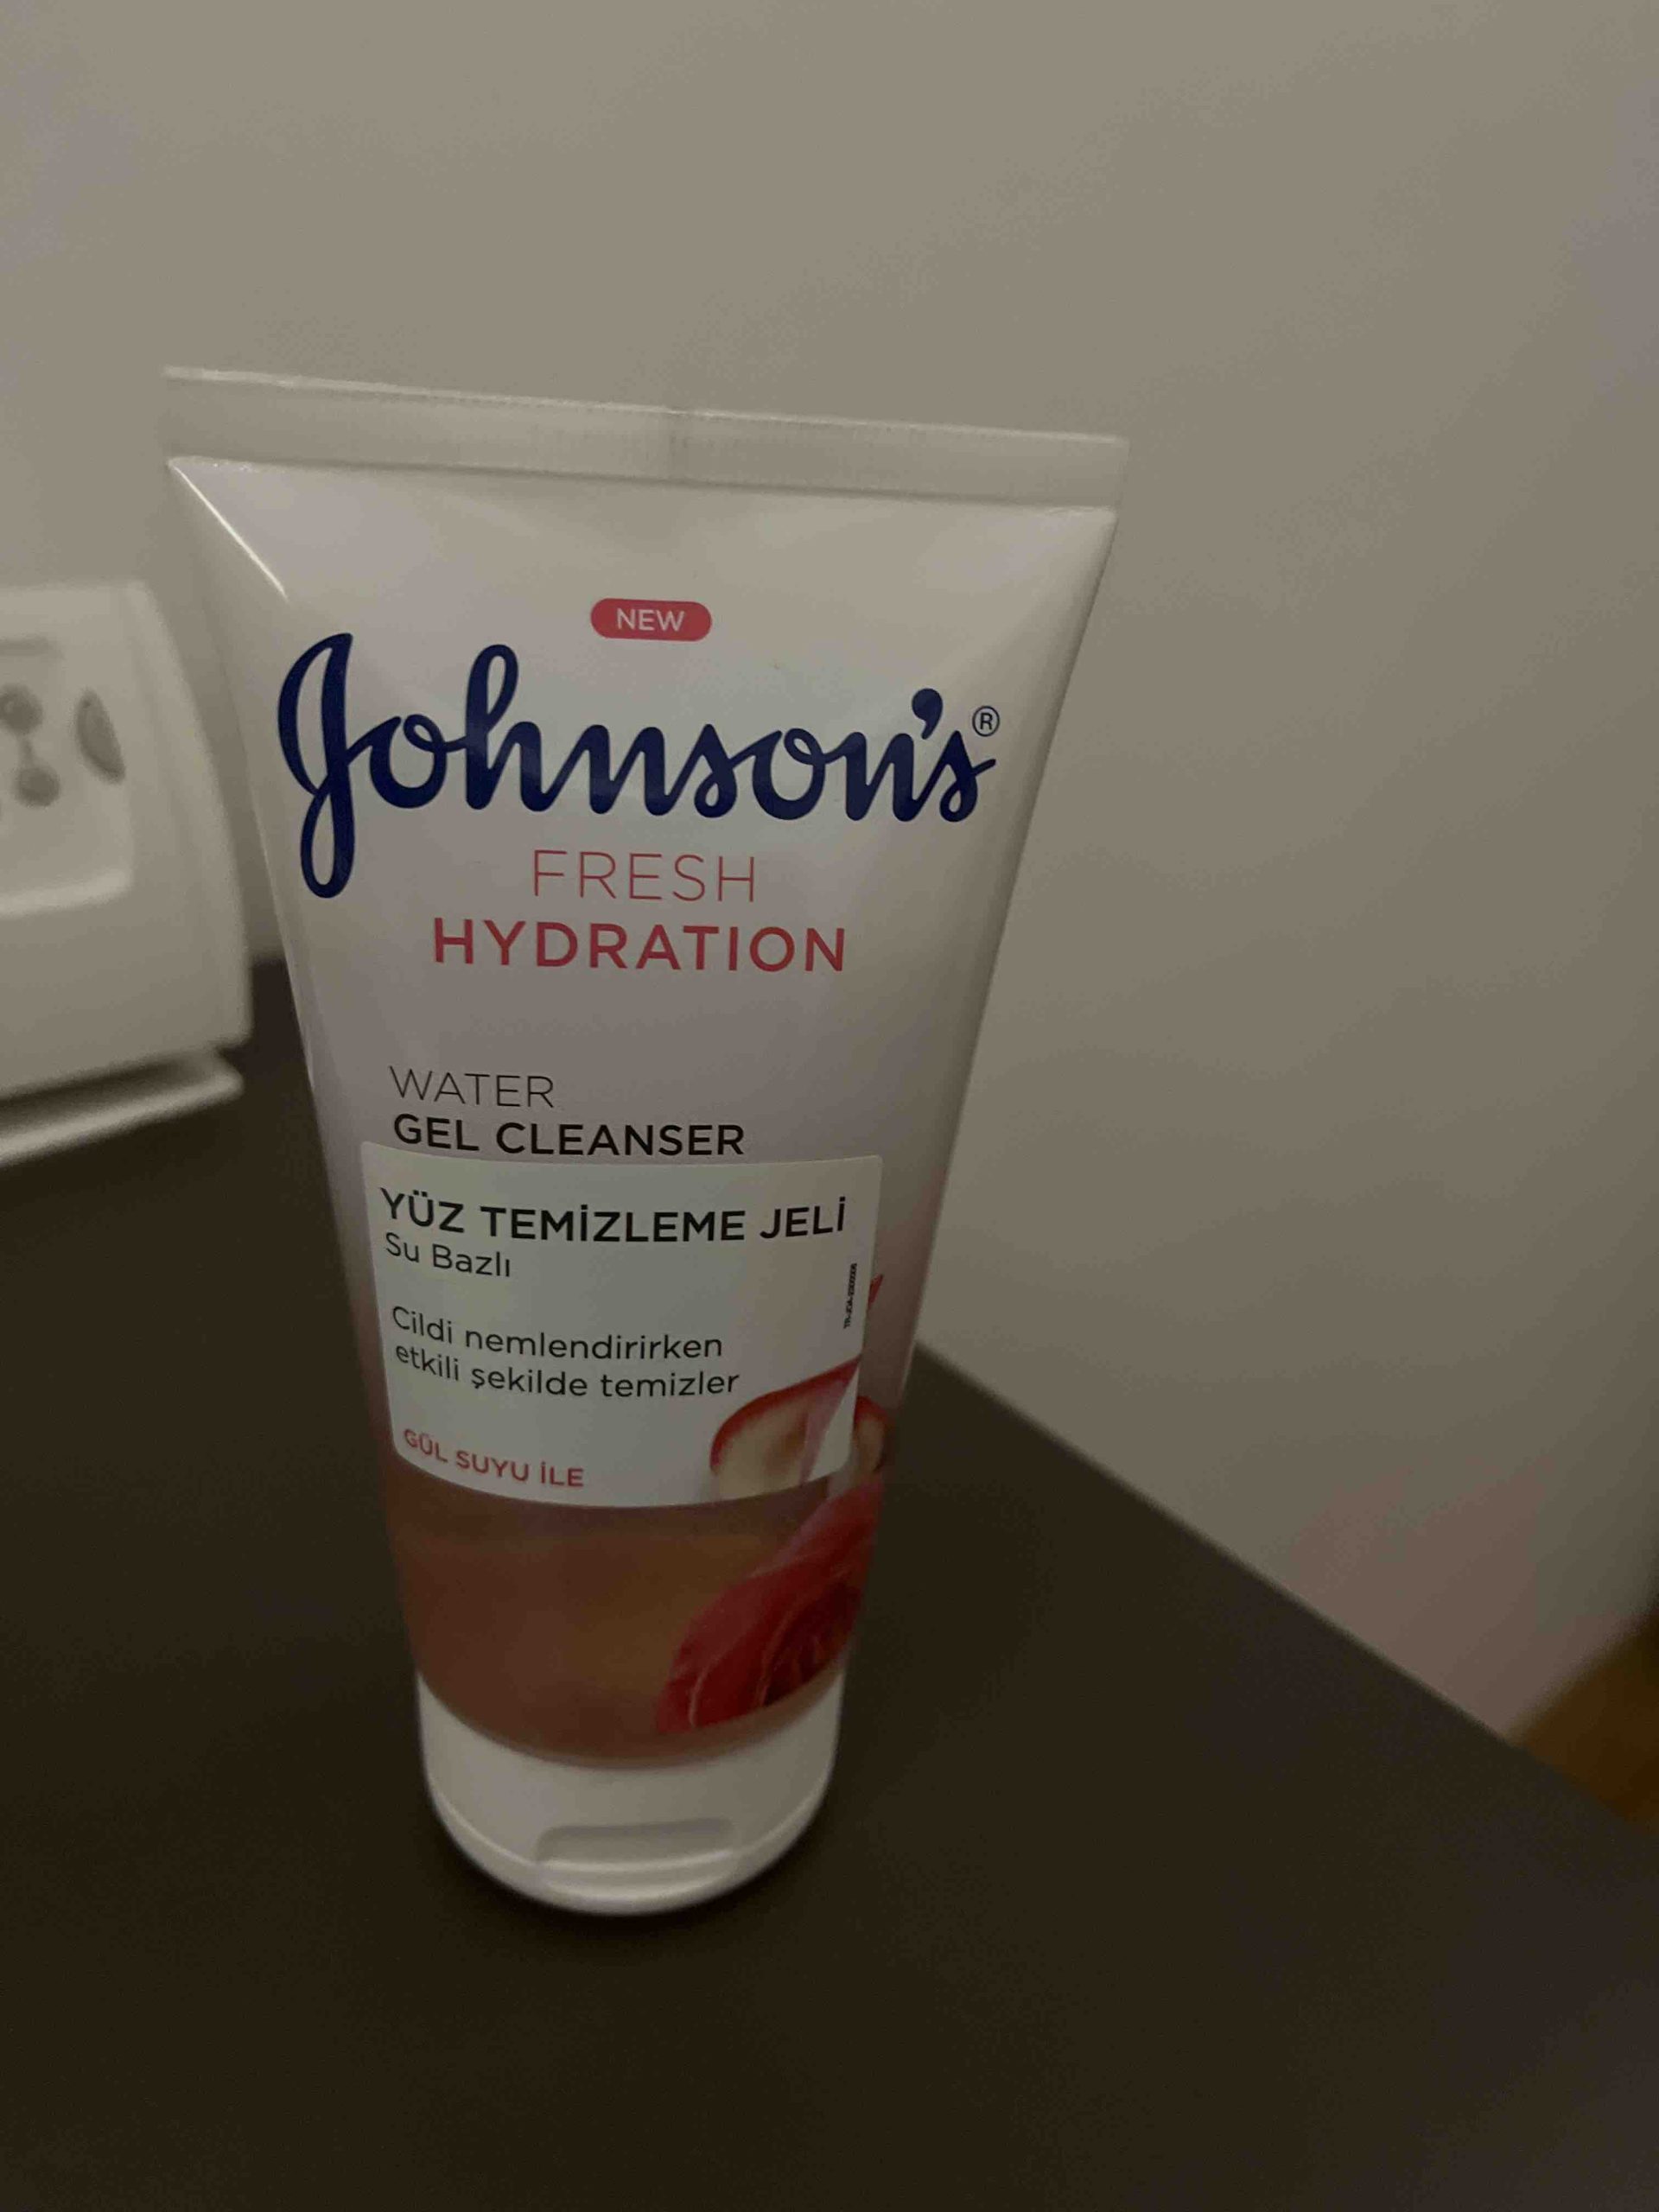 NEW
Johnson's®
FRESH
HYDRATION
WATER
GEL CLEANSER
YÜZ TEMİZLEME JELİ
Su Bazlı
Cildi nemlendirirken
etkili şekilde temizler
GÜL SUYU İLE